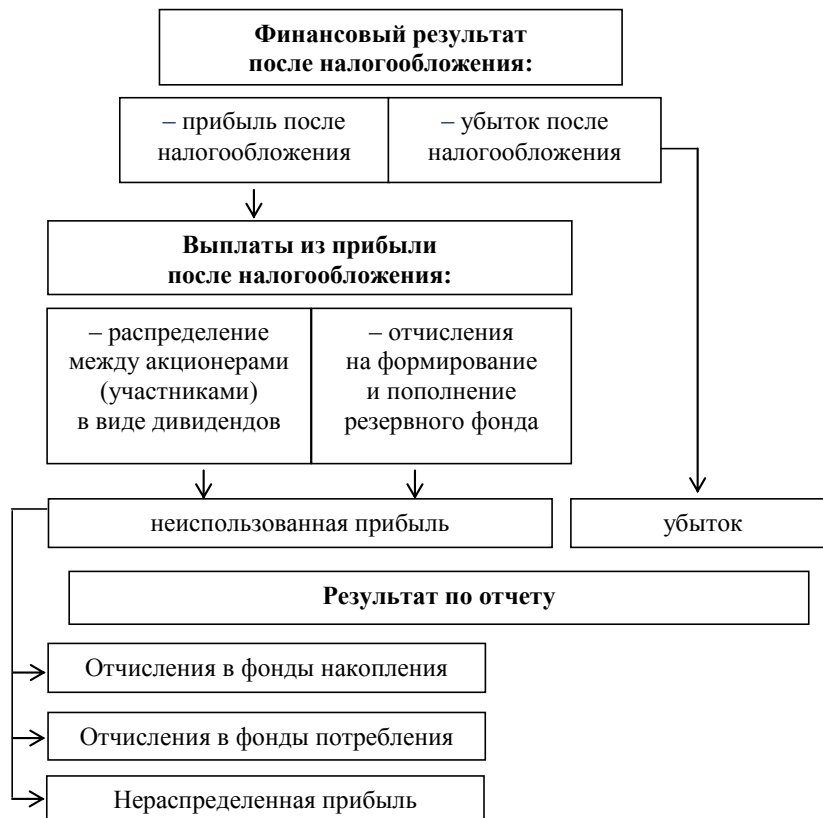 Финансовый результат
после налогообложения:
– прибыль после
налогообложения
– убыток после
налогообложения
Выплаты из прибыли
после налогообложения:
– распределение
между акционерами
(участниками)
в виде дивидендов
– отчисления
на формирование
и пополнение
резервного фонда
неиспользованная прибыль
убыток
Результат по отчету
Отчисления в фонды накопления
Отчисления в фонды потребления
Нераспределенная прибыль